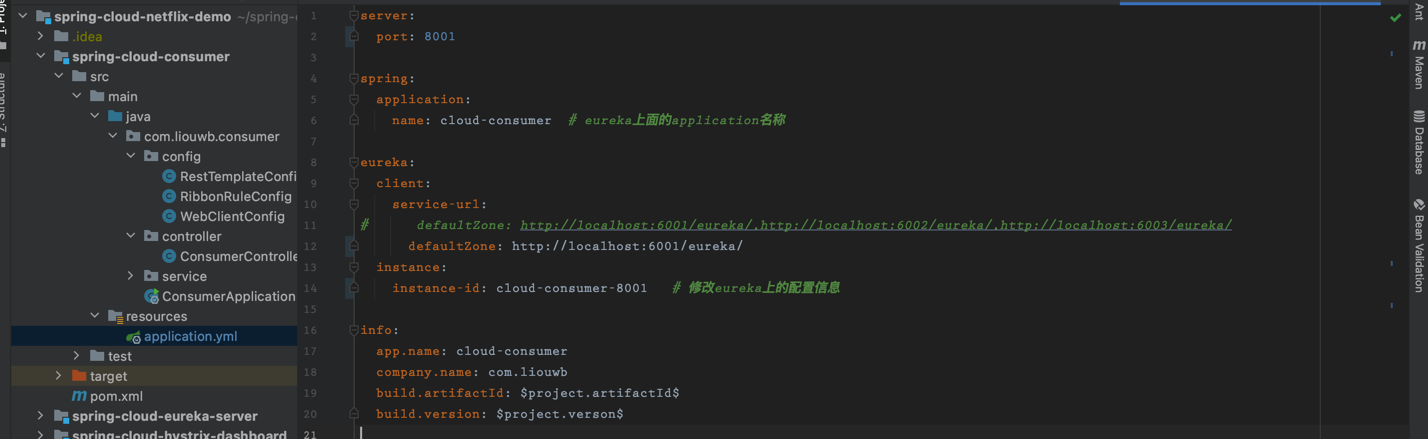 1: Proj
Z: Structure
spring-cloud-netflix-demo ~/spring-c
.idea
spring-cloud-consumer
src
main
java
com.liouwb.consumer
config
RestTemplateConfi
RibbonRuleConfig
WebClientConfig
controller
ConsumerControlle
service
ConsumerApplication
resources
application.yml
test
target
pom.xml
spring-cloud-eureka-server
spring-cloud-hystrix-dashboard
1 server:
2 port: 8001
3
4 spring:
5 application:
6 name: cloud-consumer # eureka上面的application名称
7
8 eureka:
9 client:
10 service-url:
11 # defaultZone: http://localhost:6001/eureka/,http://localhost:6002/eureka/,http://localhost:6003/eureka/
12 defaultZone: http://localhost:6001/eureka/
13 instance:
14 instance-id: cloud-consumer-8001 # 修改eureka上的配置信息
15
16 info:
17 app.name: cloud-consumer
18 company.name: com.liouwb
19 build.artifactId: $project.artifactId$
20 build.version: $project.verson$
21
Ant
Maven
Database
Bean Validation